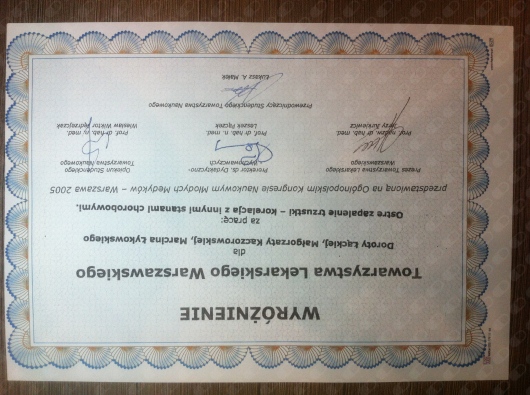 WYRÓŻNIENIE
Towarzystwa Lekarskiego Warszawskiego
dla
Doroty Łąckiej, Małgorzaty Kaczorowskiej, Marcina Łykowskiego
za pracę:
Ostre zapalenie trzustki – korelacja z innymi stanami chorobowymi.
przedstawioną na Ogólnopolskim Kongresie Naukowym Młodych Medyków – Warszawa 2005
Prezes Towarzystwa Lekarskiego
Warszawskiego
Prof. dr hab. med.
Jerzy Jurkiewicz
Prorektor. ds. Dydaktyczno-
Wychowawczych
Prof. dr hab. n. med.
Leszek Pączek
Opiekun Studenckiego
Towarzystwa Naukowego
Prof. dr hab. n. med.
Wiesław Wiktor Jędrzejczak
Przewodniczący Studenckiego Towarzystwa Naukowego
Łukasz A. Małek